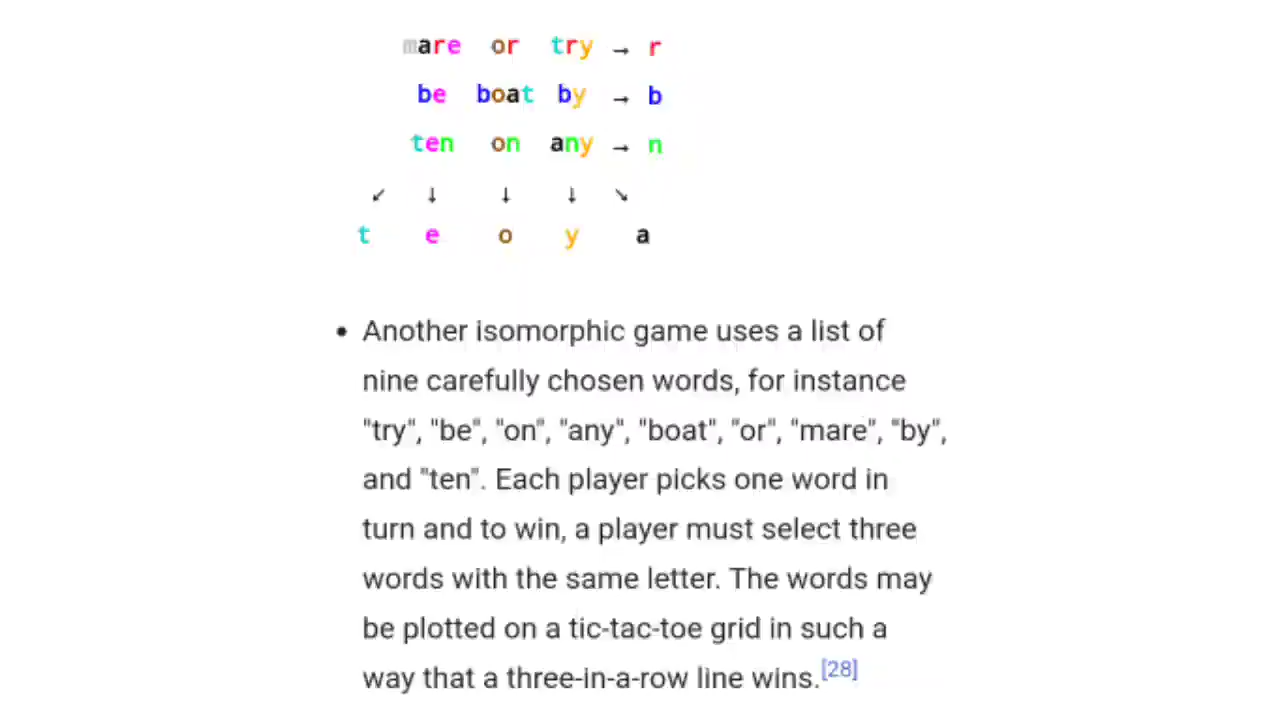 mare or try → r
be boat by → b
ten on any → n
↙ ↓ ↓ ↓ ↘
t e o y a
• Another isomorphic game uses a list of
nine carefully chosen words, for instance
"try", "be", "on", "any", "boat", "or", "mare", "by",
and "ten". Each player picks one word in
turn and to win, a player must select three
words with the same letter. The words may
be plotted on a tic-tac-toe grid in such a
way that a three-in-a-row line wins.[28]